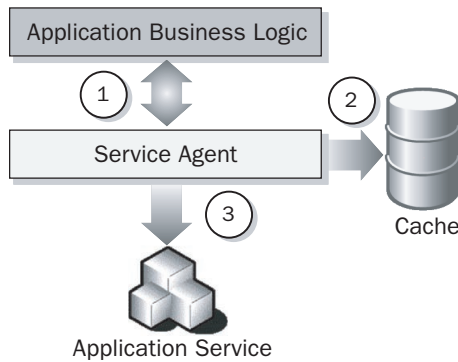 Application Business Logic
1
2
Service Agent
3
Cache
Application Service